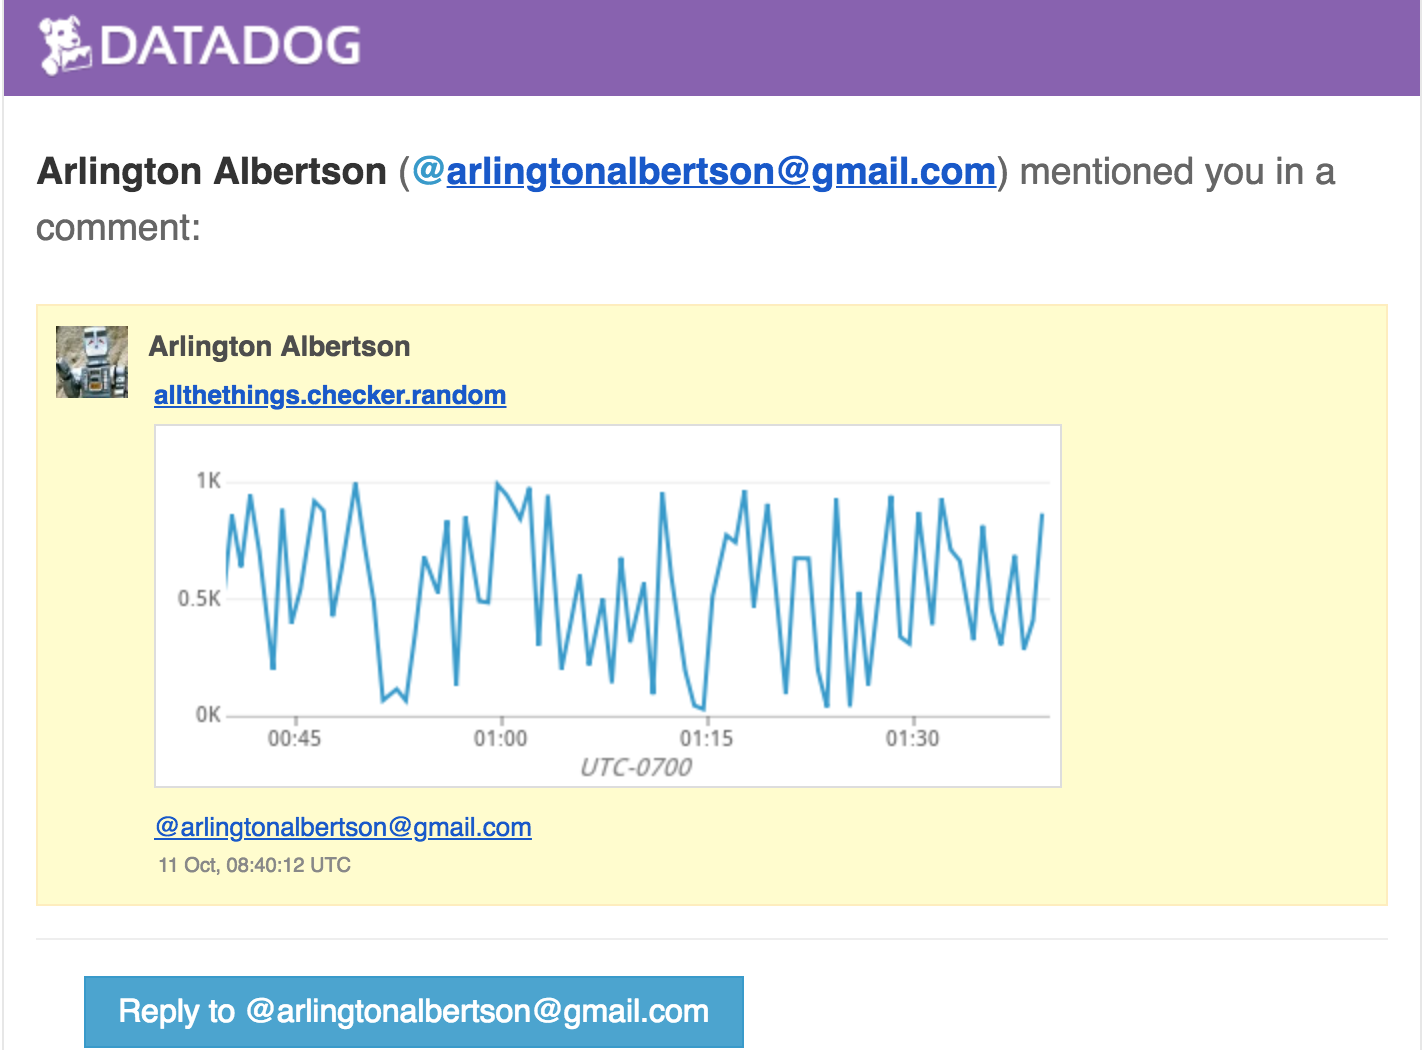 DATADOG
Arlington Albertson (@arlingtonalbertson@gmail.com) mentioned you in a
comment:
Arlington Albertson
allthethings.checker.random
1K
0.5K
0K
00:45 01:00 01:15 01:30
UTC-0700
@arlingtonalbertson@gmail.com
11 Oct, 08:40:12 UTC
Reply to @arlingtonalbertson@gmail.com